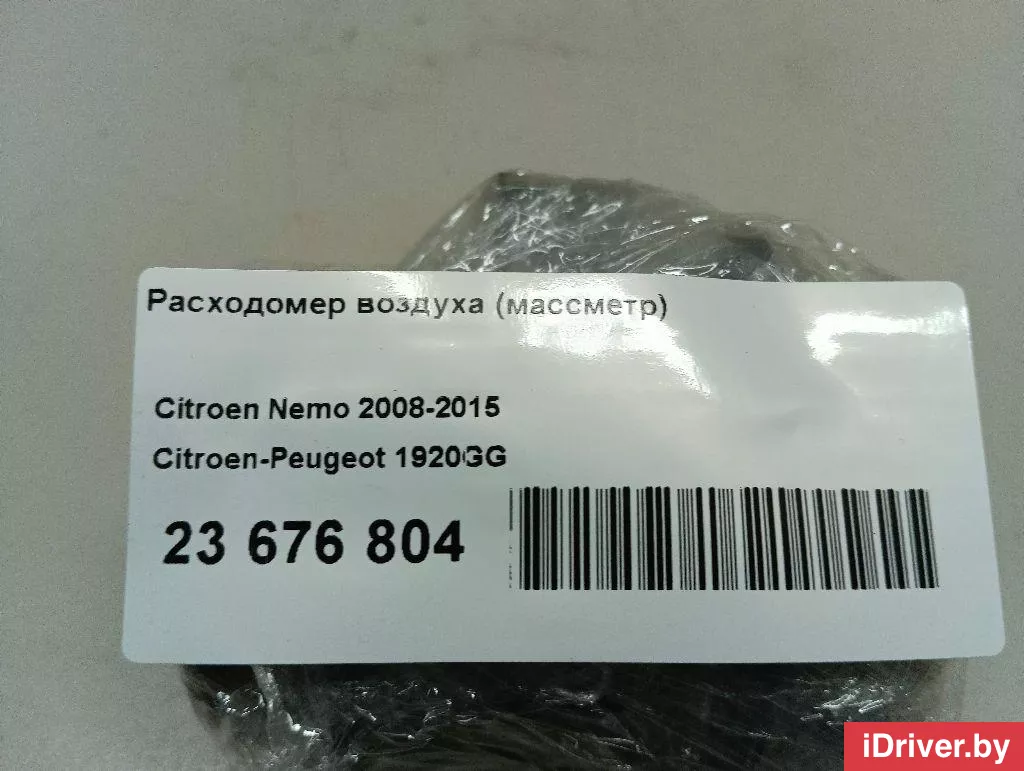 Расходомер воздуха (массметр)
Citroen Nemo 2008-2015
Citroen-Peugeot 1920GG
23 676 804
iDriver.by